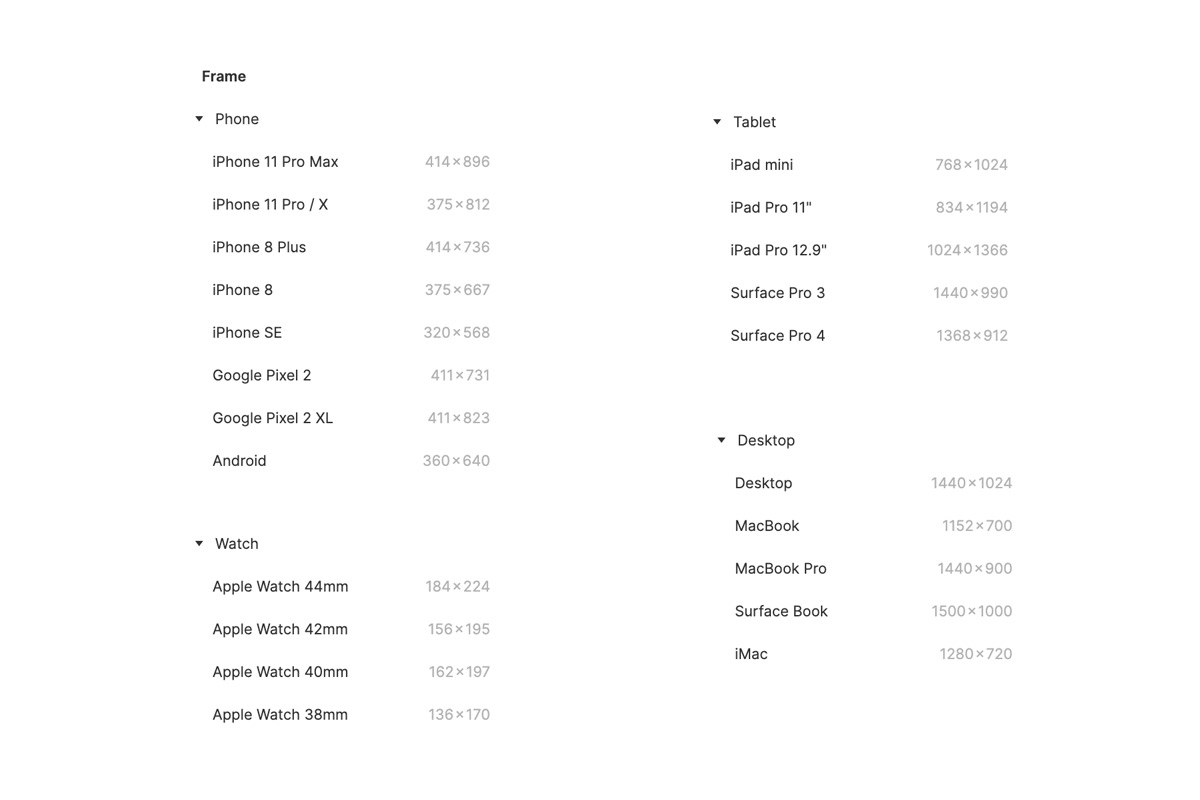 Frame
Phone
iPhone 11 Pro Max 414×896
iPhone 11 Pro / X 375×812
iPhone 8 Plus 414×736
iPhone 8 375×667
iPhone SE 320×568
Google Pixel 2 411×731
Google Pixel 2 XL 411×823
Android 360×640
Watch
Apple Watch 44mm 184×224
Apple Watch 42mm 156×195
Apple Watch 40mm 162×197
Apple Watch 38mm 136×170
Tablet
iPad mini 768×1024
iPad Pro 11" 834×1194
iPad Pro 12.9" 1024×1366
Surface Pro 3 1440×990
Surface Pro 4 1368×912
Desktop
Desktop 1440×1024
MacBook 1152×700
MacBook Pro 1440×900
Surface Book 1500×1000
iMac 1280×720